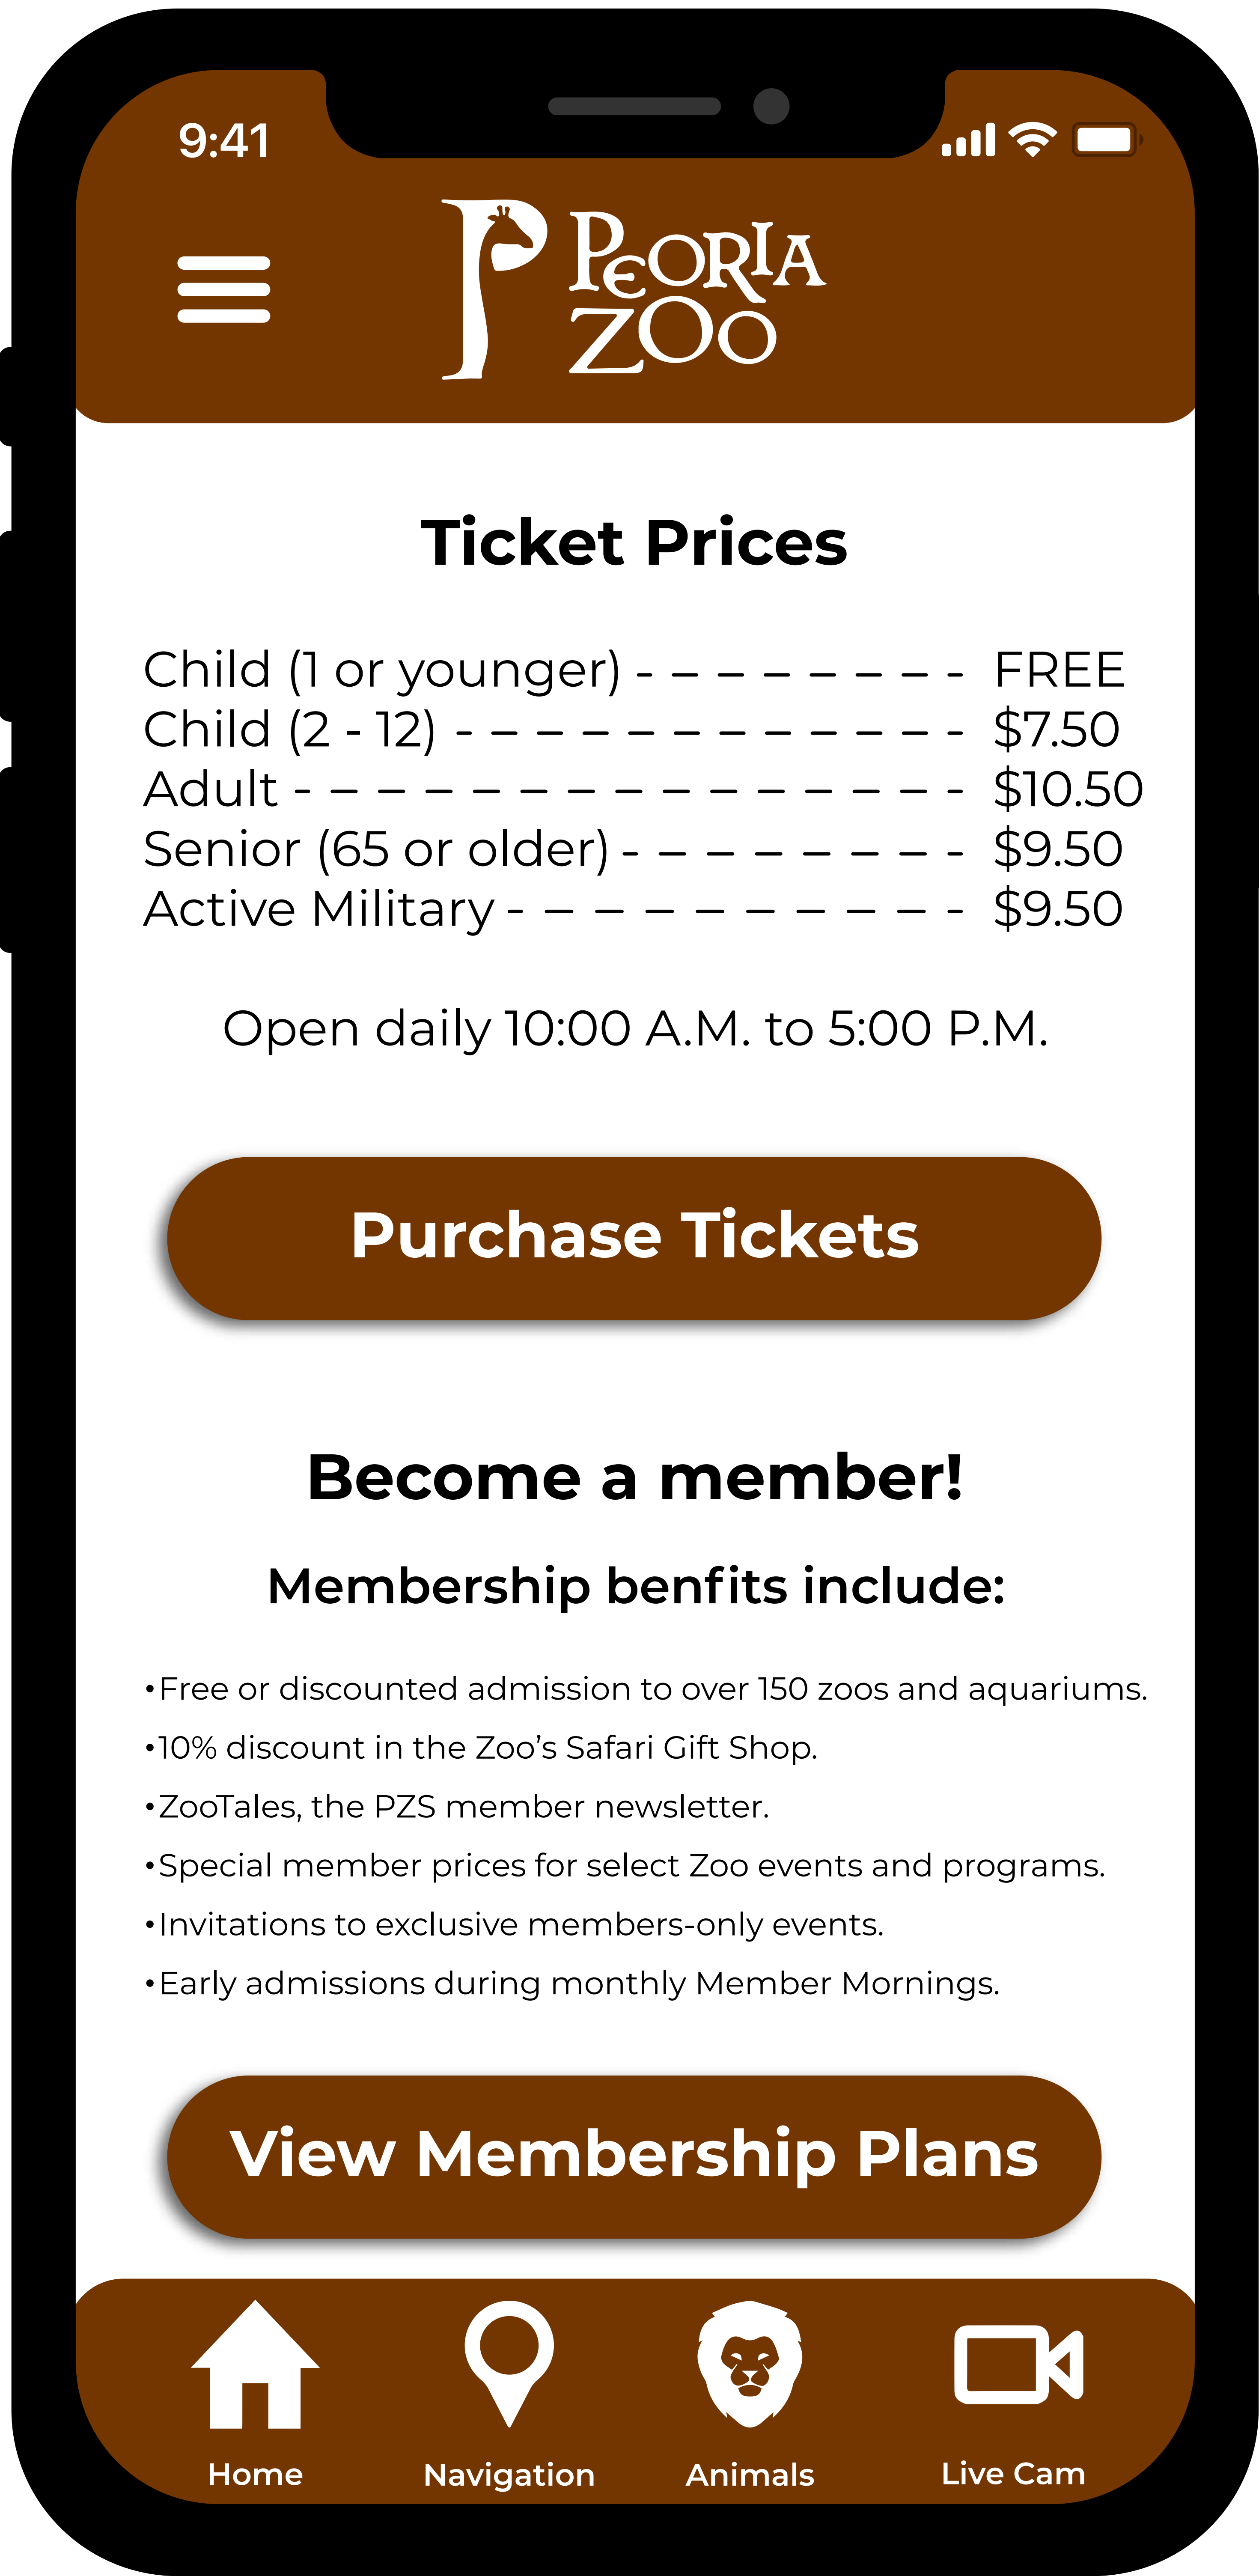 9:41
PEORIA
ZOO
Ticket Prices
Child (1 or younger) - - - - - - - - FREE
Child (2 - 12) - - - - - - - - - - - - $7.50
Adult - - - - - - - - - - - - - - - $10.50
Senior (65 or older) - - - - - - - - $9.50
Active Military - - - - - - - - - - $9.50
Open daily 10:00 A.M. to 5:00 P.M.
Purchase Tickets
Become a member!
Membership benfits include:
•Free or discounted admission to over 150 zoos and aquariums.
•10% discount in the Zoo’s Safari Gift Shop.
•ZooTales, the PZS member newsletter.
•Special member prices for select Zoo events and programs.
•Invitations to exclusive members-only events.
•Early admissions during monthly Member Mornings.
View Membership Plans
Home Navigation Animals Live Cam